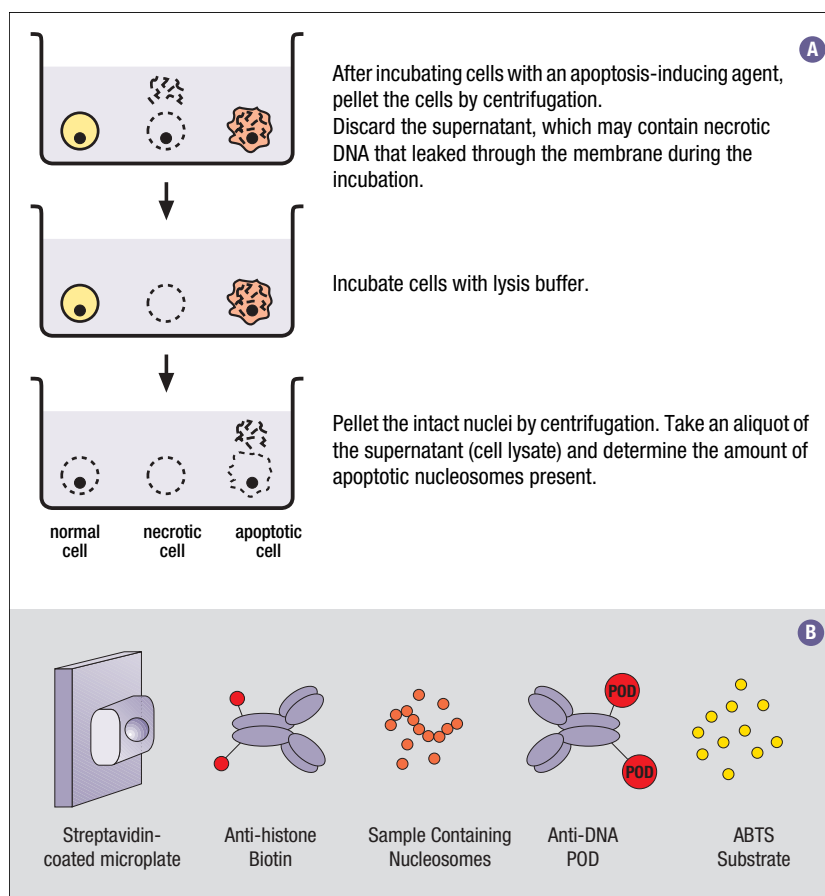 A
After incubating cells with an apoptosis-inducing agent,
pellet the cells by centrifugation.
Discard the supernatant, which may contain necrotic
DNA that leaked through the membrane during the
incubation.
Incubate cells with lysis buffer.
Pellet the intact nuclei by centrifugation. Take an aliquot of
the supernatant (cell lysate) and determine the amount of
apoptotic nucleosomes present.
normal
cell
necrotic
cell
apoptotic
cell
B
POD
POD
Streptavidin-
coated microplate
Anti-histone
Biotin
Sample Containing
Nucleosomes
Anti-DNA
POD
ABTS
Substrate